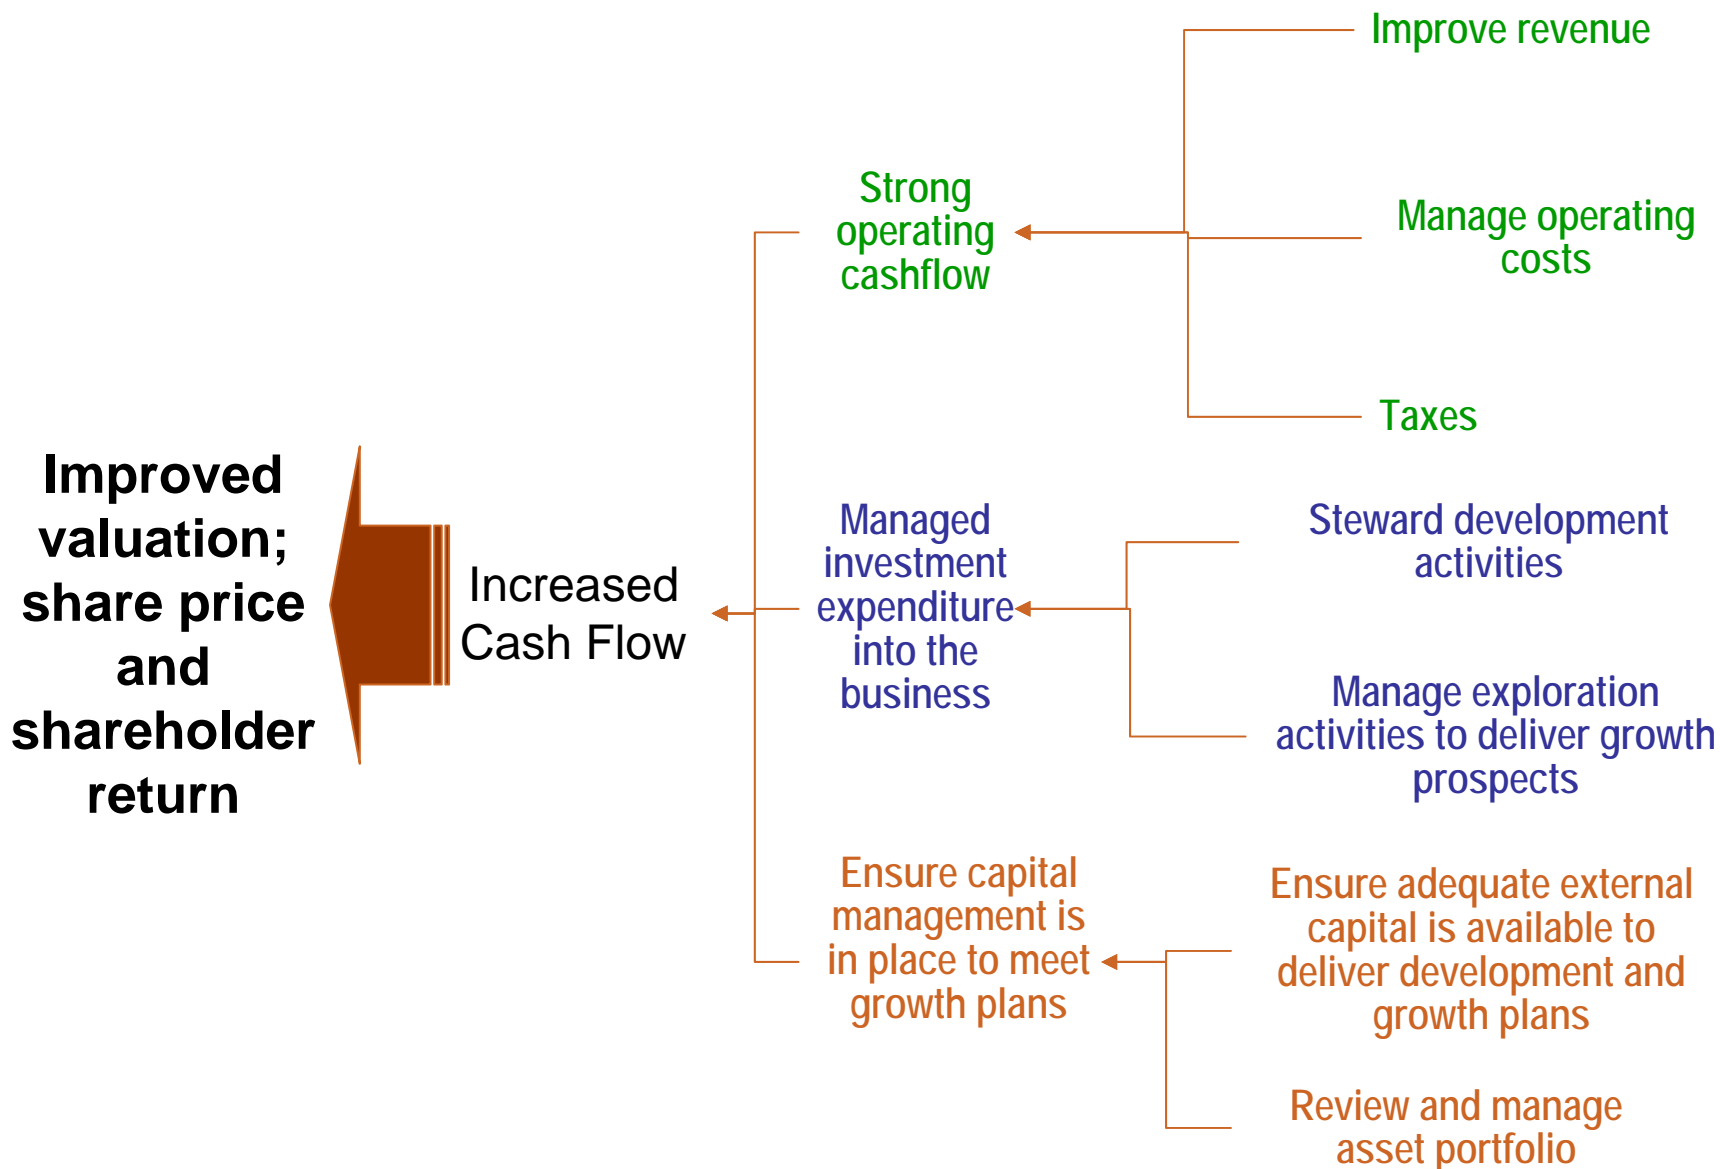 Improved
valuation;
share price
and
shareholder
return
Increased
Cash Flow
Strong
operating
cashflow
Improve revenue
Manage operating
costs
Taxes
Managed
investment
expenditure
into the
business
Steward development
activities
Manage exploration
activities to deliver growth
prospects
Ensure capital
management is
in place to meet
growth plans
Ensure adequate external
capital is available to
deliver development and
growth plans
Review and manage
asset portfolio